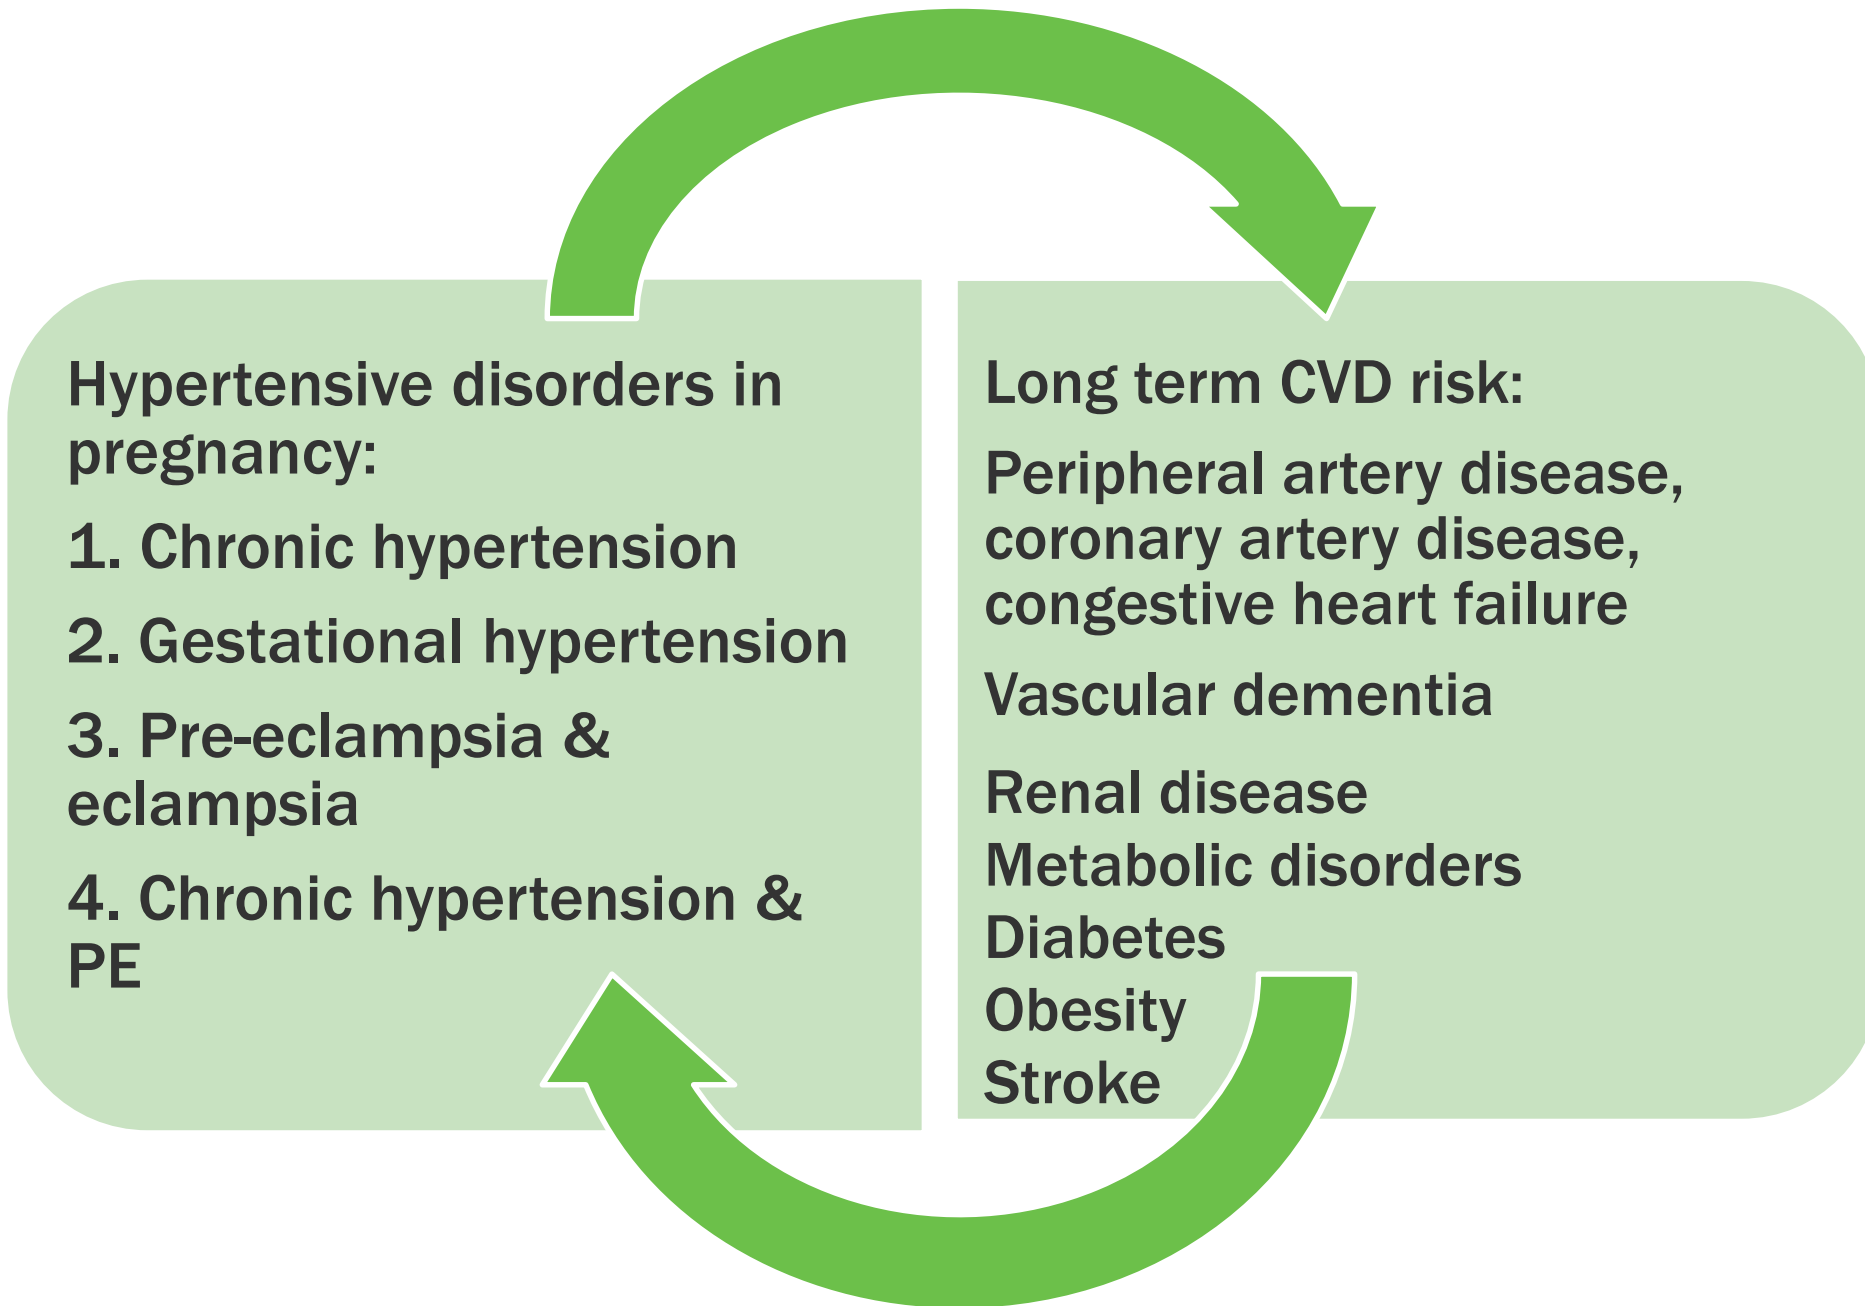 Hypertensive disorders in
pregnancy:
1. Chronic hypertension
2. Gestational hypertension
3. Pre-eclampsia &
eclampsia
4. Chronic hypertension &
PE
Long term CVD risk:
Peripheral artery disease,
coronary artery disease,
congestive heart failure
Vascular dementia
Renal disease
Metabolic disorders
Diabetes
Obesity
Stroke